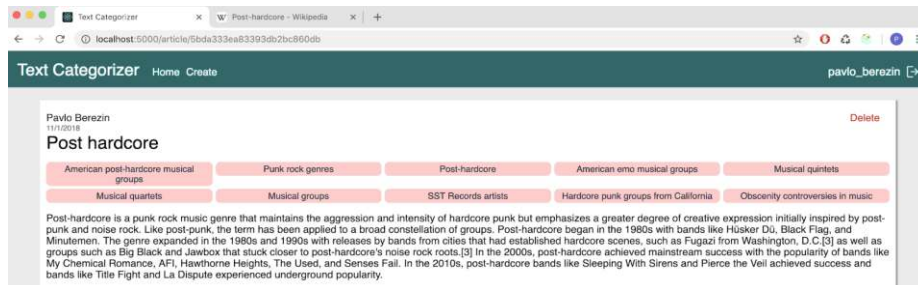 Text Categorizer
Post-hardcore - Wikipedia
localhost:5000/article/5bda333ea83393db2bc860db
Text Categorizer Home Create pavlo_berezin
Pavlo Berezin Delete
11/1/2018
Post hardcore
American post-hardcore musical groups Punk rock genres Post-hardcore American emo musical groups Musical quintets
Musical quartets Musical groups SST Records artists Hardcore punk groups from California Obscenity controversies in music
Post-hardcore is a punk rock music genre that maintains the aggression and intensity of hardcore punk but emphasizes a greater degree of creative expression initially inspired by post-
punk and noise rock. Like post-punk, the term has been applied to a broad constellation of groups. Post-hardcore began in the 1980s with bands like Hüsker Dü, Black Flag, and
Minutemen. The genre expanded in the 1980s and 1990s with releases by bands from cities that had established hardcore scenes, such as Fugazi from Washington, D.C.[3] as well as
groups such as Big Black and Jawbox that stuck closer to post-hardcore's noise rock roots.[3] In the 2000s, post-hardcore achieved mainstream success with the popularity of bands like
My Chemical Romance, AFI, Hawthorne Heights, The Used, and Senses Fail. In the 2010s, post-hardcore bands like Sleeping With Sirens and Pierce the Veil achieved success and
bands like Title Fight and La Dispute experienced underground popularity.